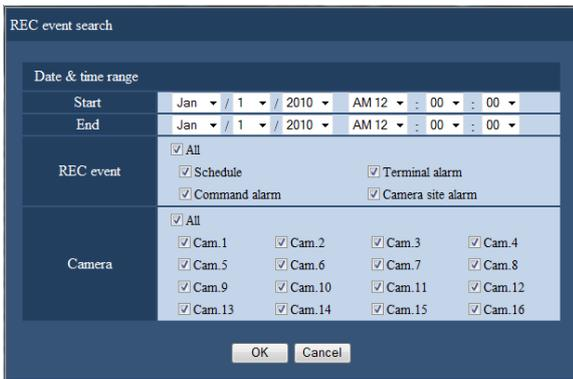 REC event search
Date & time range
Start Jan / 1 / 2010 AM 12 : 00 : 00
End Jan / 1 / 2010 AM 12 : 00 : 00
REC event
All
Schedule Terminal alarm
Command alarm Camera site alarm
Camera
All
Cam.1 Cam.2 Cam.3 Cam.4
Cam.5 Cam.6 Cam.7 Cam.8
Cam.9 Cam.10 Cam.11 Cam.12
Cam.13 Cam.14 Cam.15 Cam.16
OK Cancel